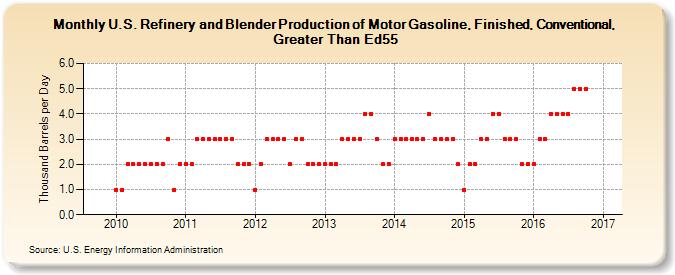 Monthly U.S. Refinery and Blender Production of Motor Gasoline, Finished, Conventional,
Greater Than Ed55
Thousand Barrels per Day
6.0
5.0
4.0
3.0
2.0
1.0
0.0
2010 2011 2012 2013 2014 2015 2016 2017
Source: U.S. Energy Information Administration